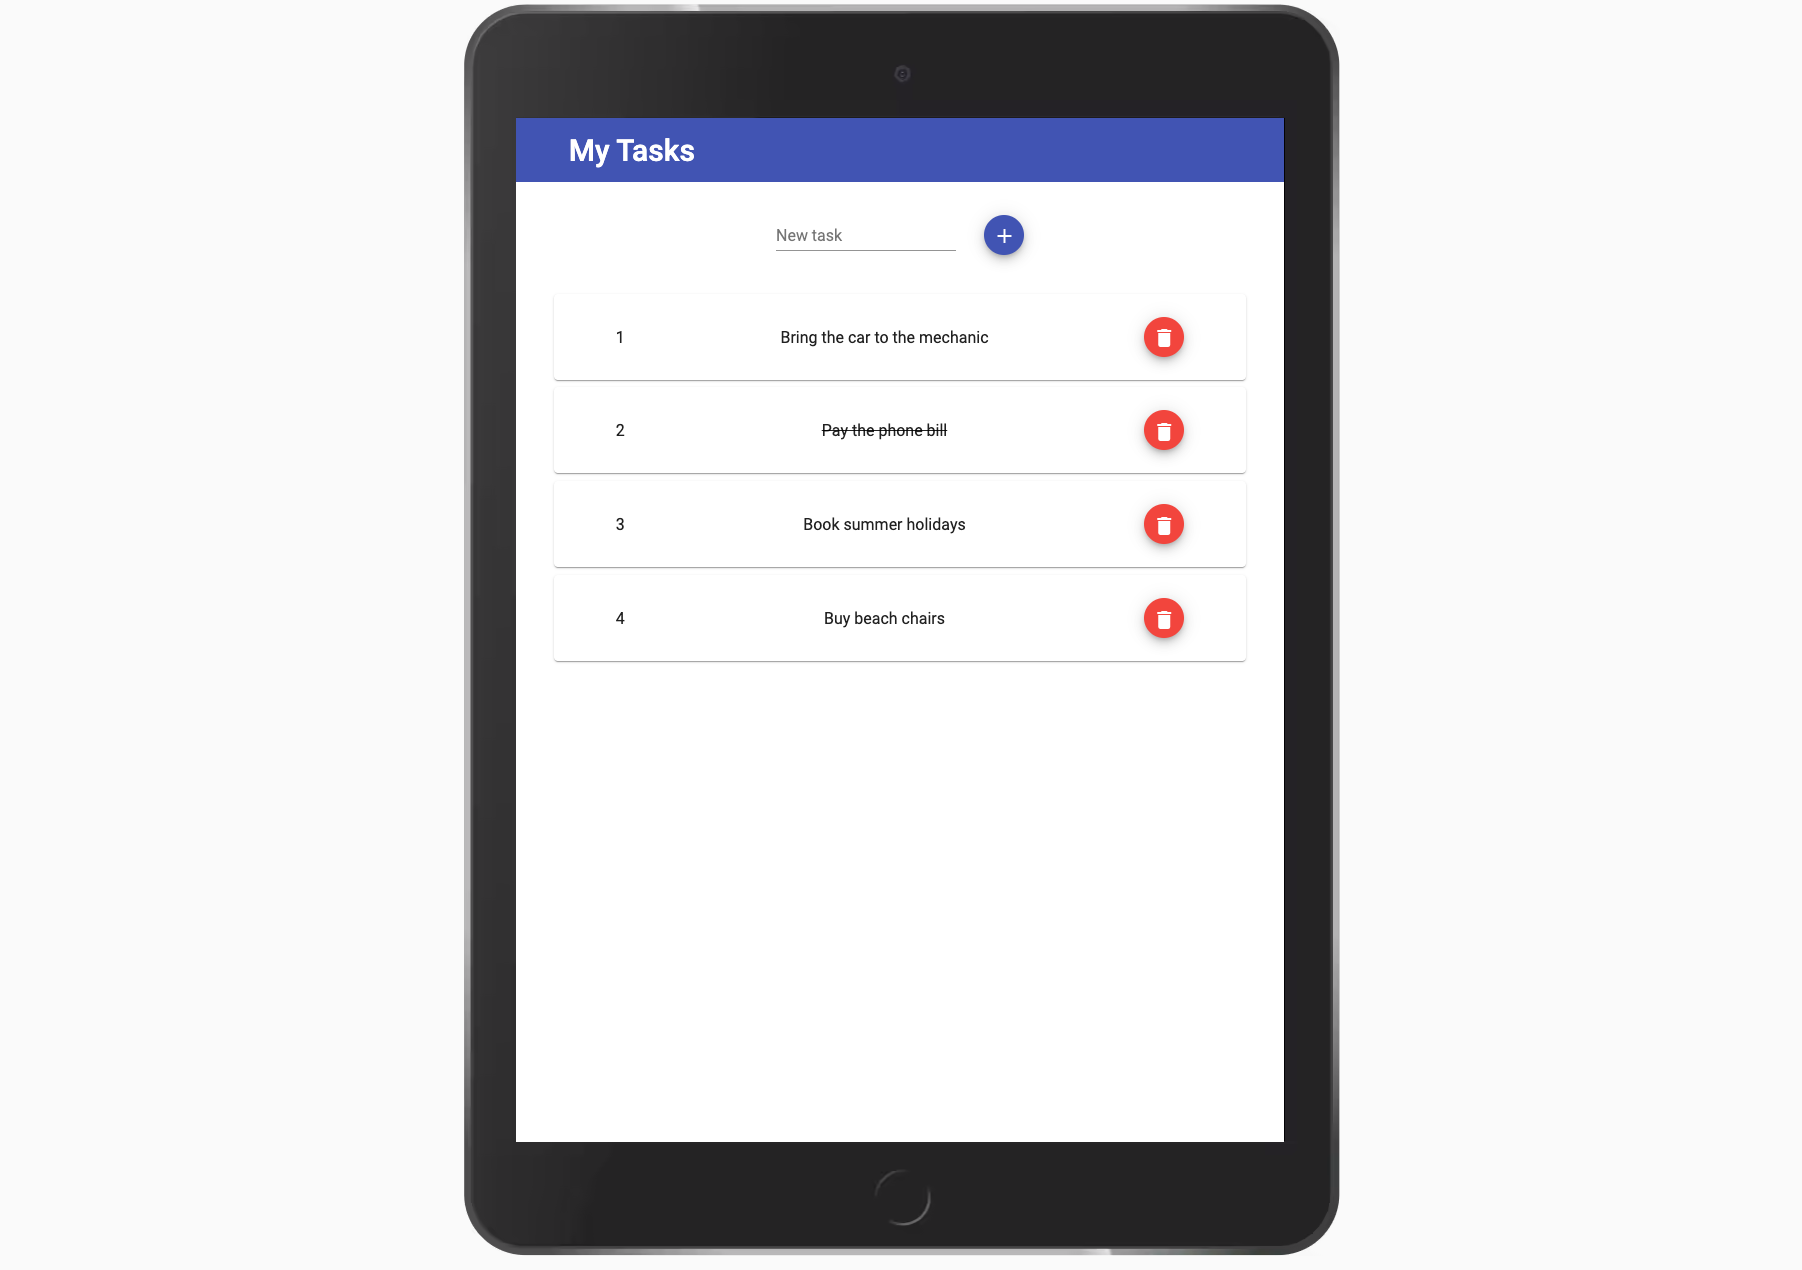 My Tasks
New task
1 Bring the car to the mechanic
2 Pay the phone bill
3 Book summer holidays
4 Buy beach chairs